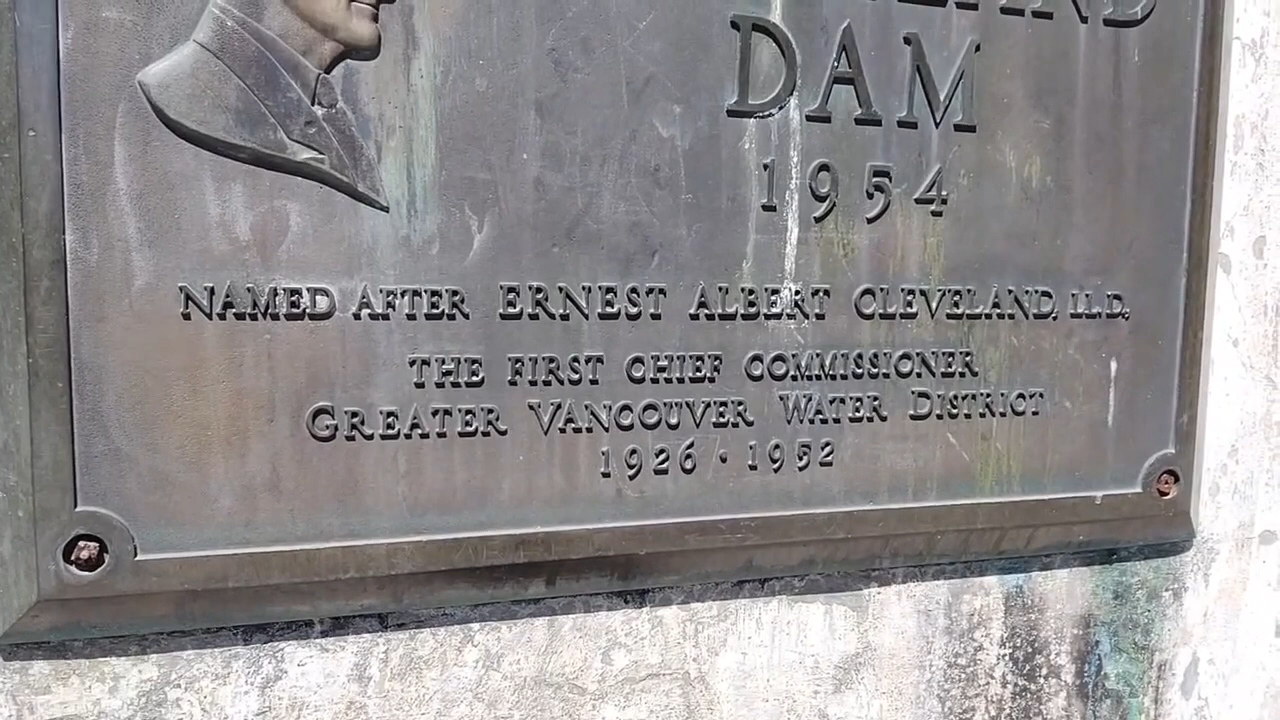 DAM
1954
NAMED AFTER ERNEST ALBERT CLEVELAND, LL.D.,
THE FIRST CHIEF COMMISSIONER
GREATER VANCOUVER WATER DISTRICT
1926 · 1952